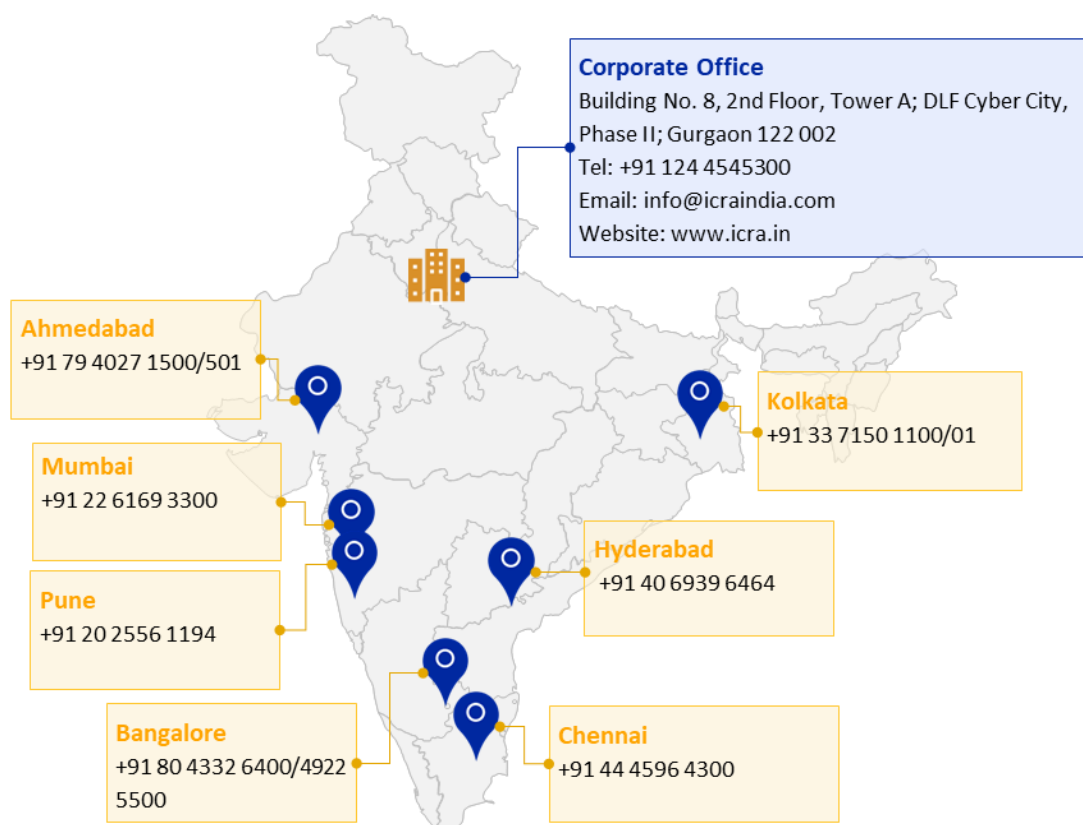 Corporate Office
Building No. 8, 2nd Floor, Tower A; DLF Cyber City,
Phase II; Gurgaon 122 002
Tel: +91 124 4545300
Email: info@icraindia.com
Website: www.icra.in
Ahmedabad
+91 79 4027 1500/501
Kolkata
+91 33 7150 1100/01
Mumbai
+91 22 6169 3300
Hyderabad
+91 40 6939 6464
Pune
+91 20 2556 1194
Bangalore
+91 80 4332 6400/4922
5500
Chennai
+91 44 4596 4300